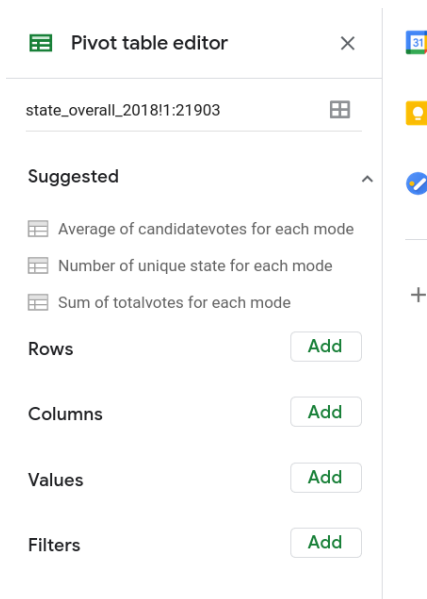 Pivot table editor
31
state_overall_2018!1:21903
Suggested
Average of candidatevotes for each mode
Number of unique state for each mode
Sum of totalvotes for each mode
Rows Add
Columns Add
Values Add
Filters Add